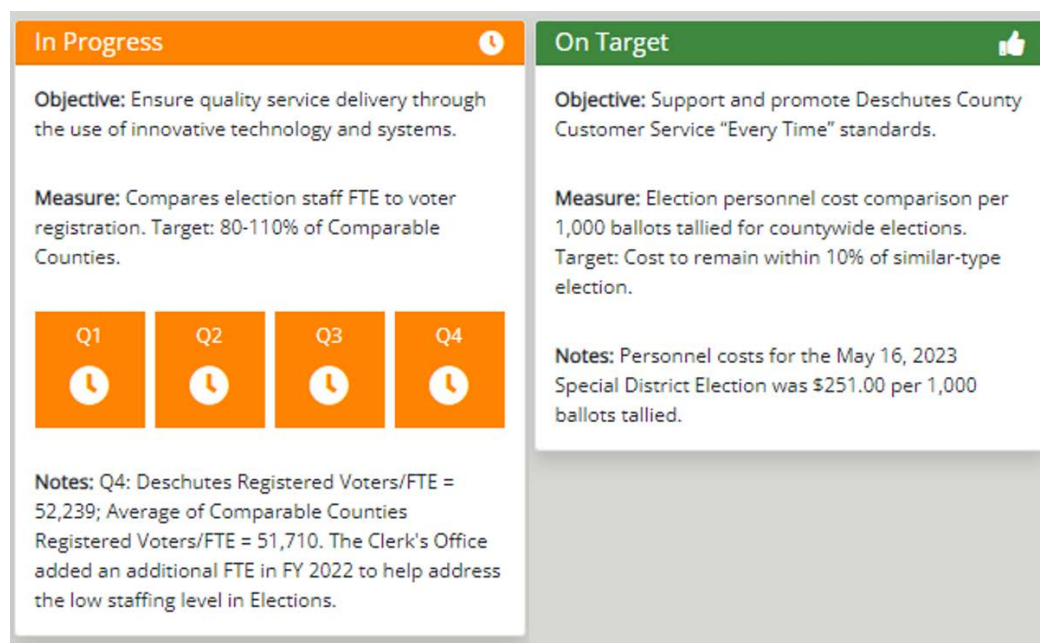 In Progress
Objective: Ensure quality service delivery through
the use of innovative technology and systems.
Measure: Compares election staff FTE to voter
registration. Target: 80-110% of Comparable
Counties.
Q1
Q2
Q3
Q4
Notes: Q4: Deschutes Registered Voters/FTE =
52,239; Average of Comparable Counties
Registered Voters/FTE = 51,710. The Clerk's Office
added an additional FTE in FY 2022 to help address
the low staffing level in Elections.
On Target
Objective: Support and promote Deschutes County
Customer Service “Every Time” standards.
Measure: Election personnel cost comparison per
1,000 ballots tallied for countywide elections.
Target: Cost to remain within 10% of similar-type
election.
Notes: Personnel costs for the May 16, 2023
Special District Election was $251.00 per 1,000
ballots tallied.